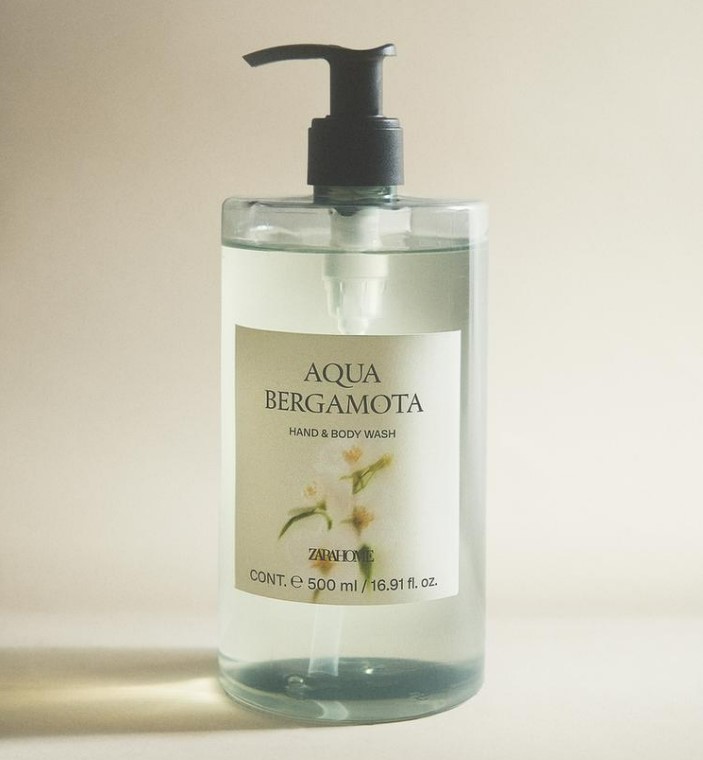 AQUA
BERGAMOTA
HAND & BODY WASH
ZARAHOME
CONT. ℮ 500 ml / 16.91 fl. oz.